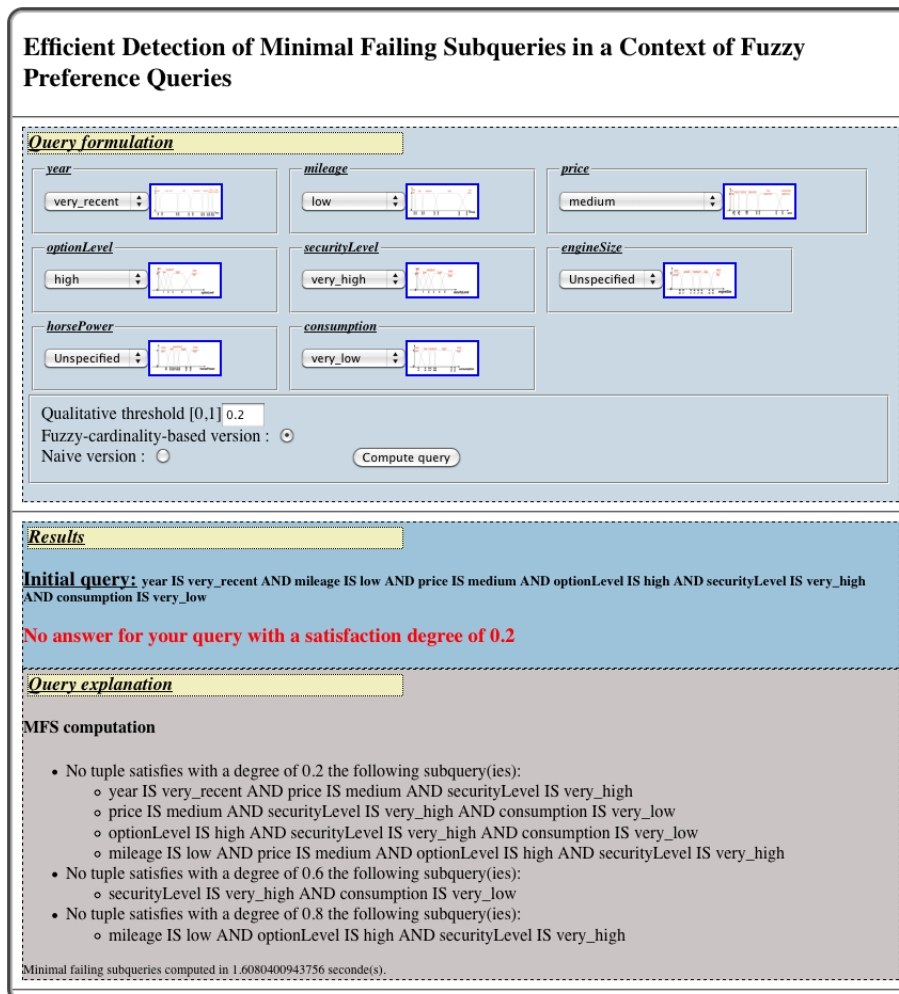 Efficient Detection of Minimal Failing Subqueries in a Context of Fuzzy
Preference Queries
Query formulation
year
mileage
price
very_recent
low
medium
optionLevel
securityLevel
engineSize
high
very_high
Unspecified
horsePower
consumption
Unspecified
very_low
Qualitative threshold [0,1] 0.2
Fuzzy-cardinality-based version :
Naive version :
Compute query
Results
Initial query: year IS very_recent AND mileage IS low AND price IS medium AND optionLevel IS high AND securityLevel IS very_high
AND consumption IS very_low
No answer for your query with a satisfaction degree of 0.2
Query explanation
MFS computation
No tuple satisfies with a degree of 0.2 the following subquery(ies):
year IS very_recent AND price IS medium AND securityLevel IS very_high
price IS medium AND securityLevel IS very_high AND consumption IS very_low
optionLevel IS high AND securityLevel IS very_high AND consumption IS very_low
mileage IS low AND price IS medium AND optionLevel IS high AND securityLevel IS very_high
No tuple satisfies with a degree of 0.6 the following subquery(ies):
securityLevel IS very_high AND consumption IS very_low
No tuple satisfies with a degree of 0.8 the following subquery(ies):
mileage IS low AND optionLevel IS high AND securityLevel IS very_high
Minimal failing subqueries computed in 1.6080400943756 seconde(s).